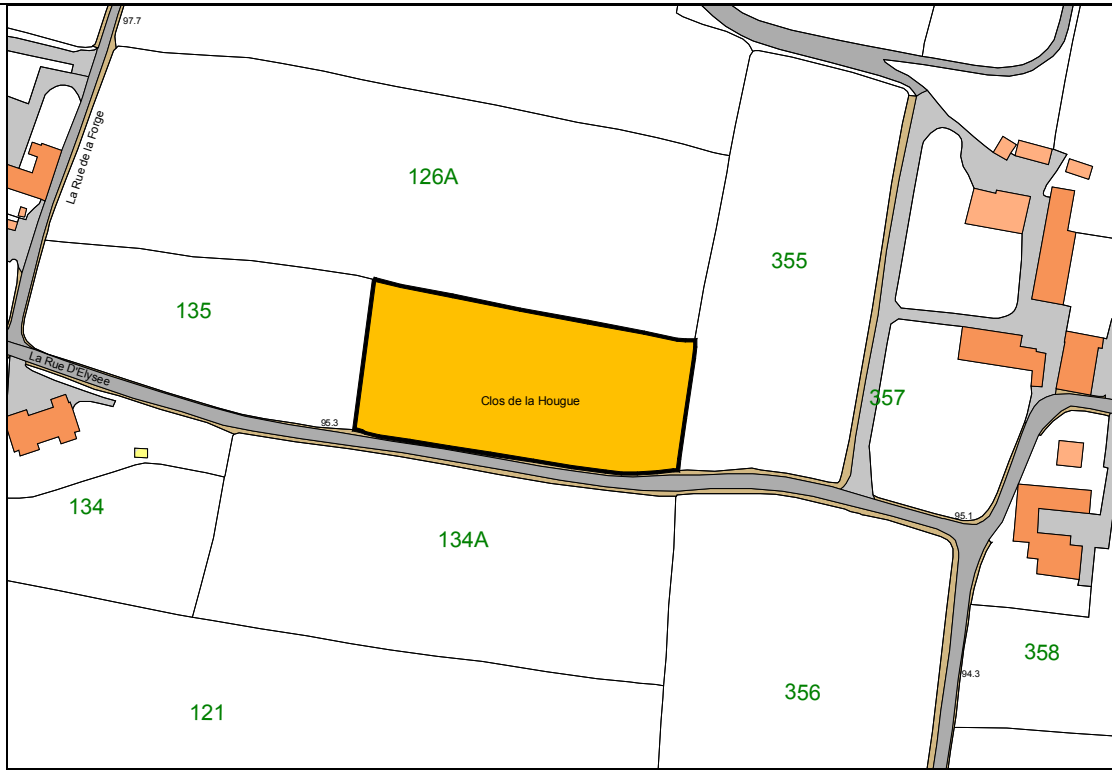 97.7
La Rue de la Forge
126A
355
135
La Rue D'Elysee
Clos de la Hougue
357
95.3
134
134A
95.1
358
94.3
356
121